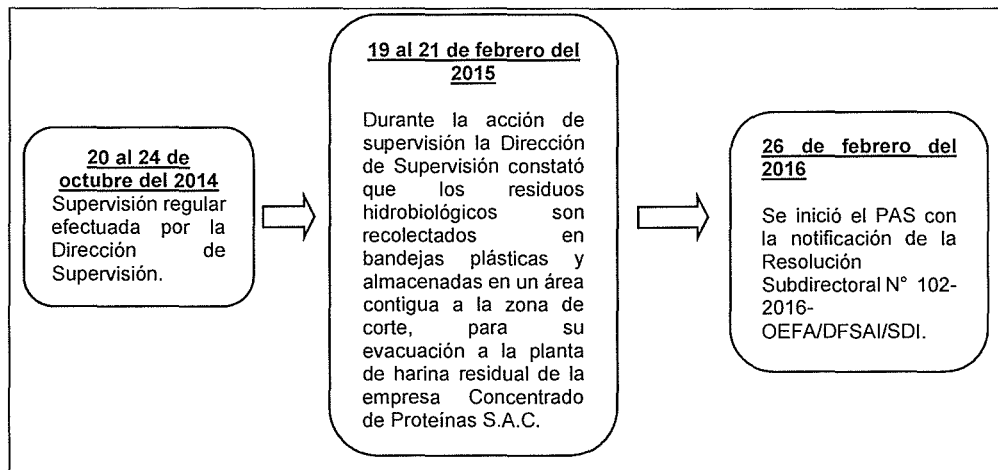 20 al 24 de
octubre del 2014
Supervisión regular
efectuada por la
Dirección de
Supervisión.
19 al 21 de febrero del
2015
Durante la acción de
supervisión la Dirección
de Supervisión constató
que los residuos
hidrobiológicos son
recolectados en
bandejas plásticas y
almacenadas en un área
contigua a la zona de
corte, para su
evacuación a la planta
de harina residual de la
empresa Concentrado
de Proteínas S.A.C.
26 de febrero del
2016
Se inició el PAS con
la notificación de la
Resolución
Subdirectoral N° 102-
2016-
OEFA/DFSAI/SDI.